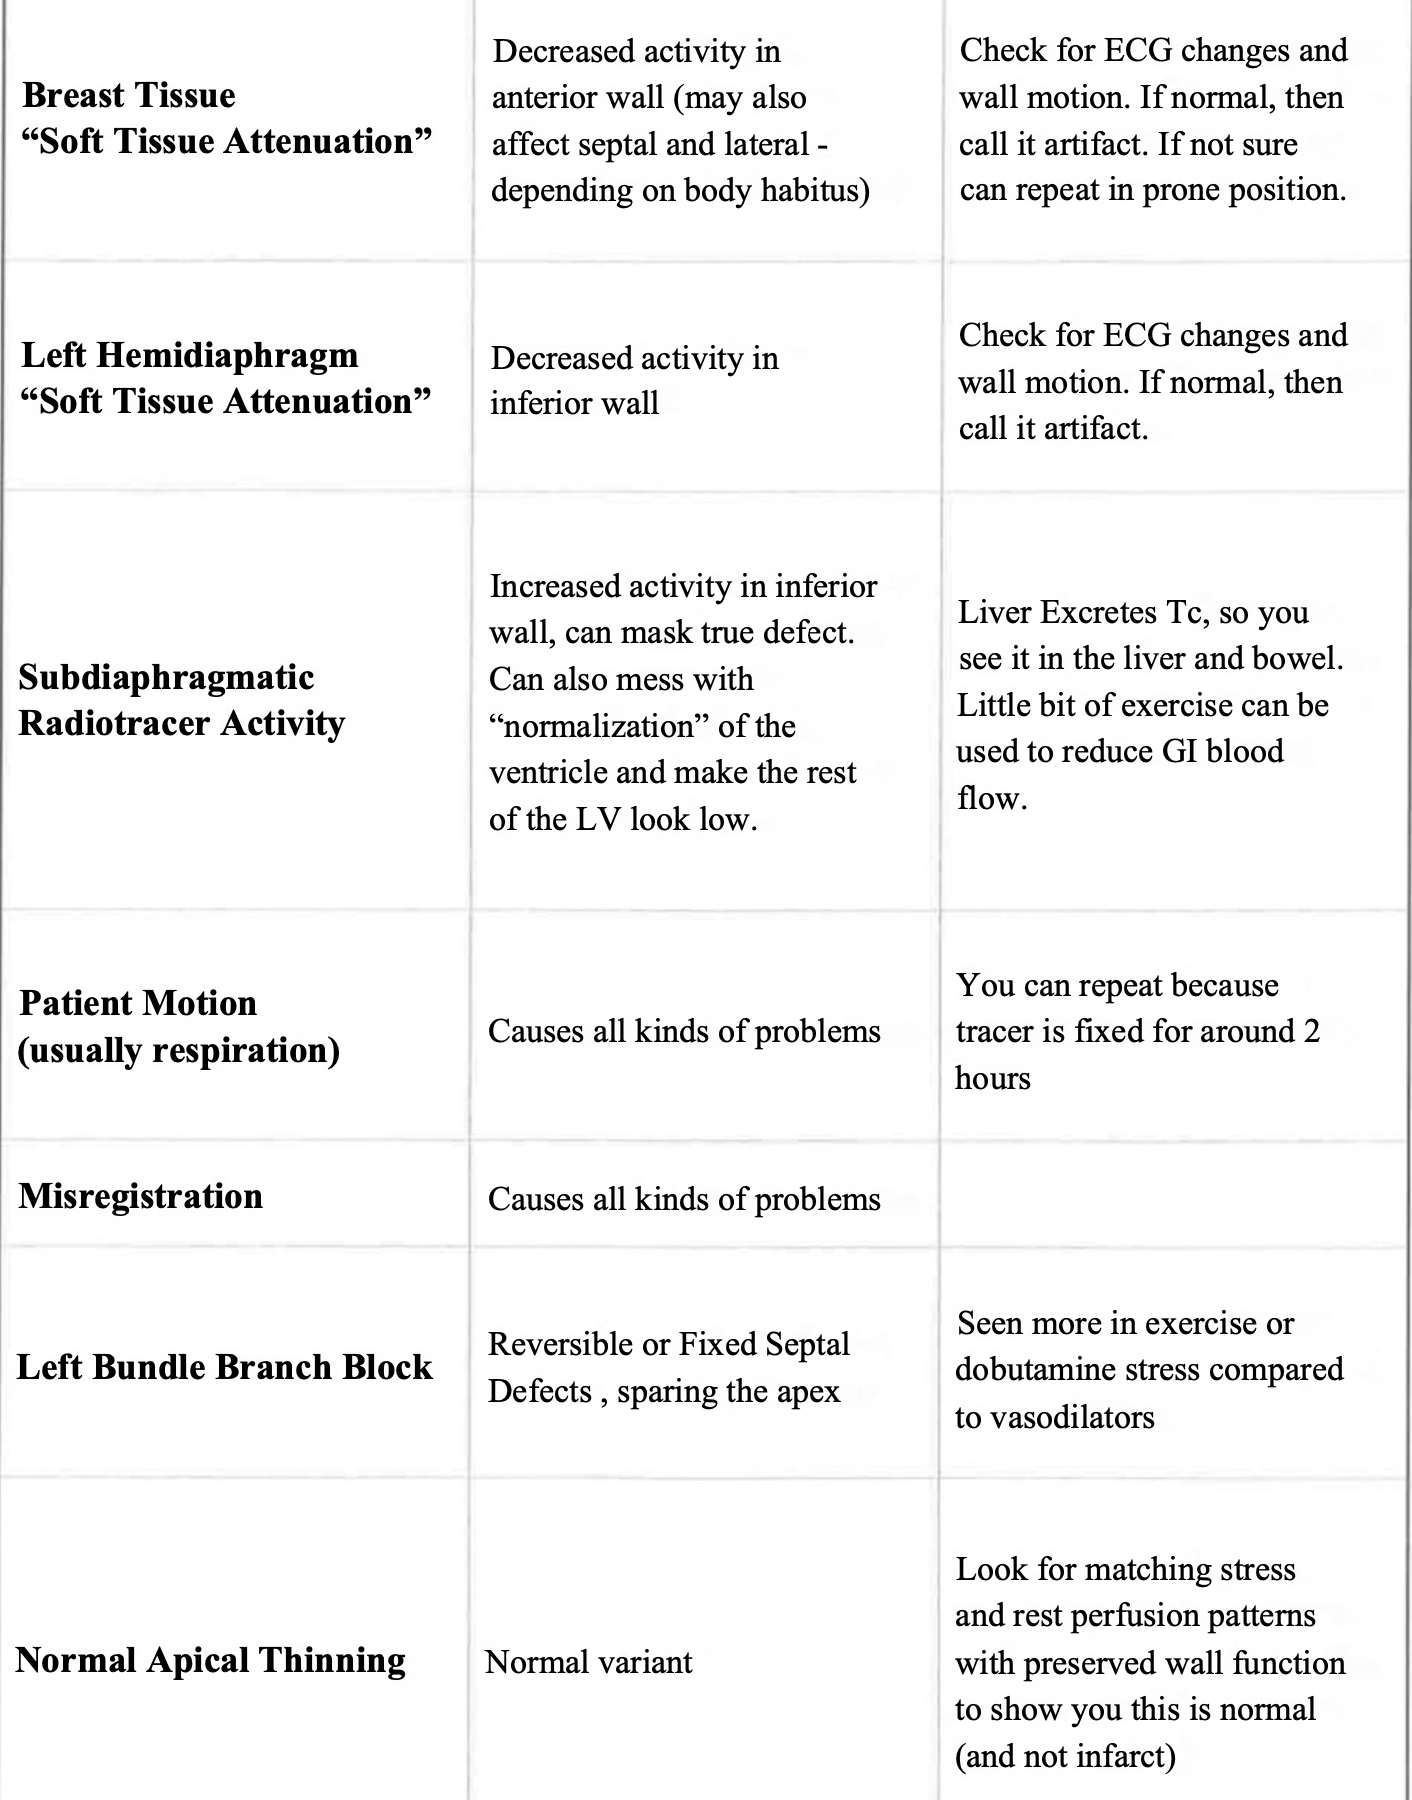 Breast Tissue
“Soft Tissue Attenuation”
Decreased activity in
anterior wall (may also
affect septal and lateral -
depending on body habitus)
Check for ECG changes and
wall motion. If normal, then
call it artifact. If not sure
can repeat in prone position.
Left Hemidiaphragm
“Soft Tissue Attenuation”
Decreased activity in
inferior wall
Check for ECG changes and
wall motion. If normal, then
call it artifact.
Subdiaphragmatic
Radiotracer Activity
Increased activity in inferior
wall, can mask true defect.
Can also mess with
“normalization” of the
ventricle and make the rest
of the LV look low.
Liver Excretes Tc, so you
see it in the liver and bowel.
Little bit of exercise can be
used to reduce GI blood
flow.
Patient Motion
(usually respiration)
Causes all kinds of problems
You can repeat because
tracer is fixed for around 2
hours
Misregistration
Causes all kinds of problems
Left Bundle Branch Block
Reversible or Fixed Septal
Defects , sparing the apex
Seen more in exercise or
dobutamine stress compared
to vasodilators
Normal Apical Thinning
Normal variant
Look for matching stress
and rest perfusion patterns
with preserved wall function
to show you this is normal
(and not infarct)